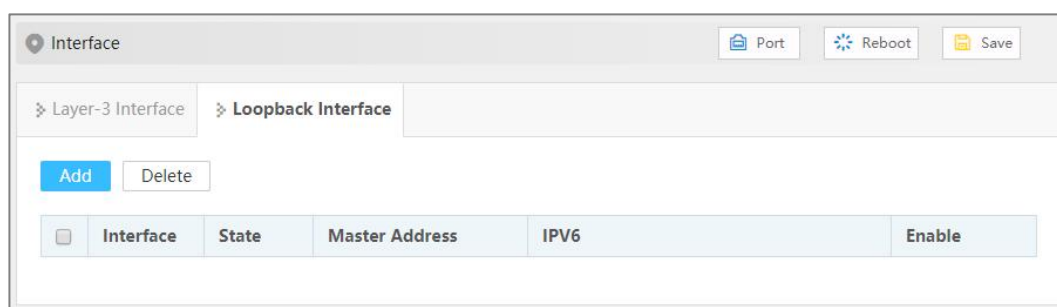 Interface Port Reboot Save
Layer-3 Interface Loopback Interface
Add Delete
Interface State Master Address IPV6 Enable